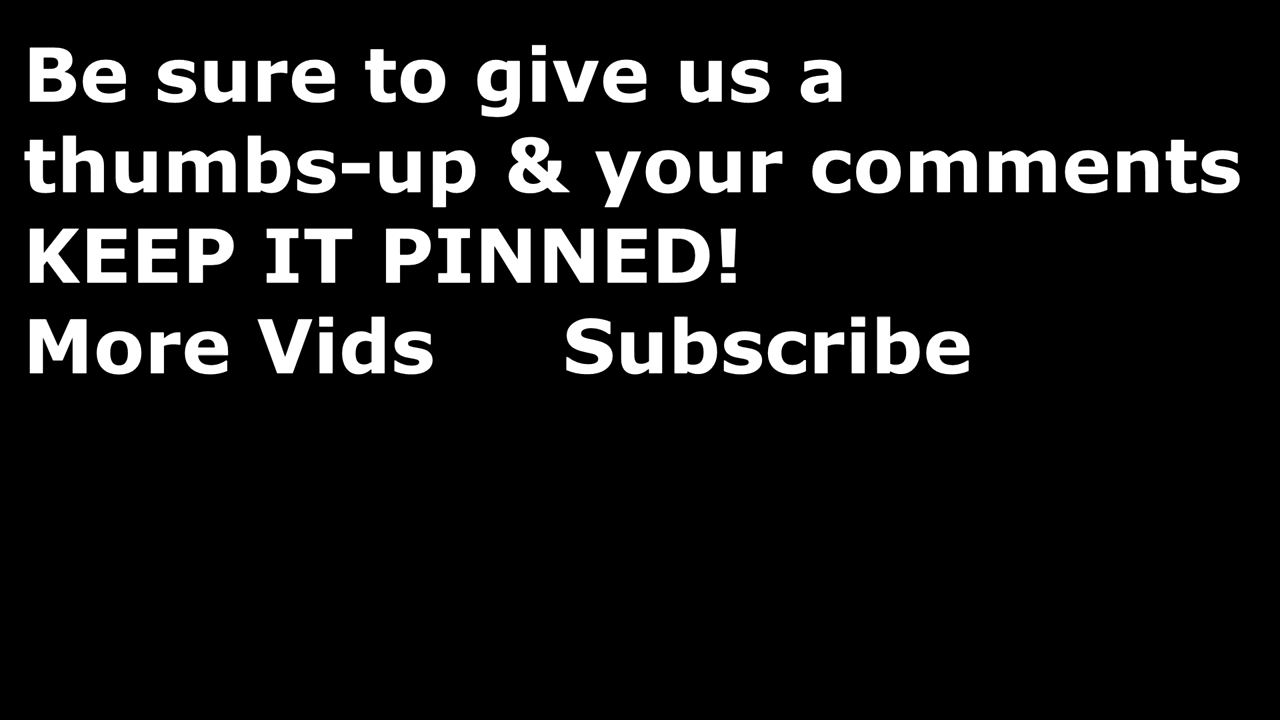 Be sure to give us a
thumbs-up & your comments
KEEP IT PINNED!
More Vids Subscribe